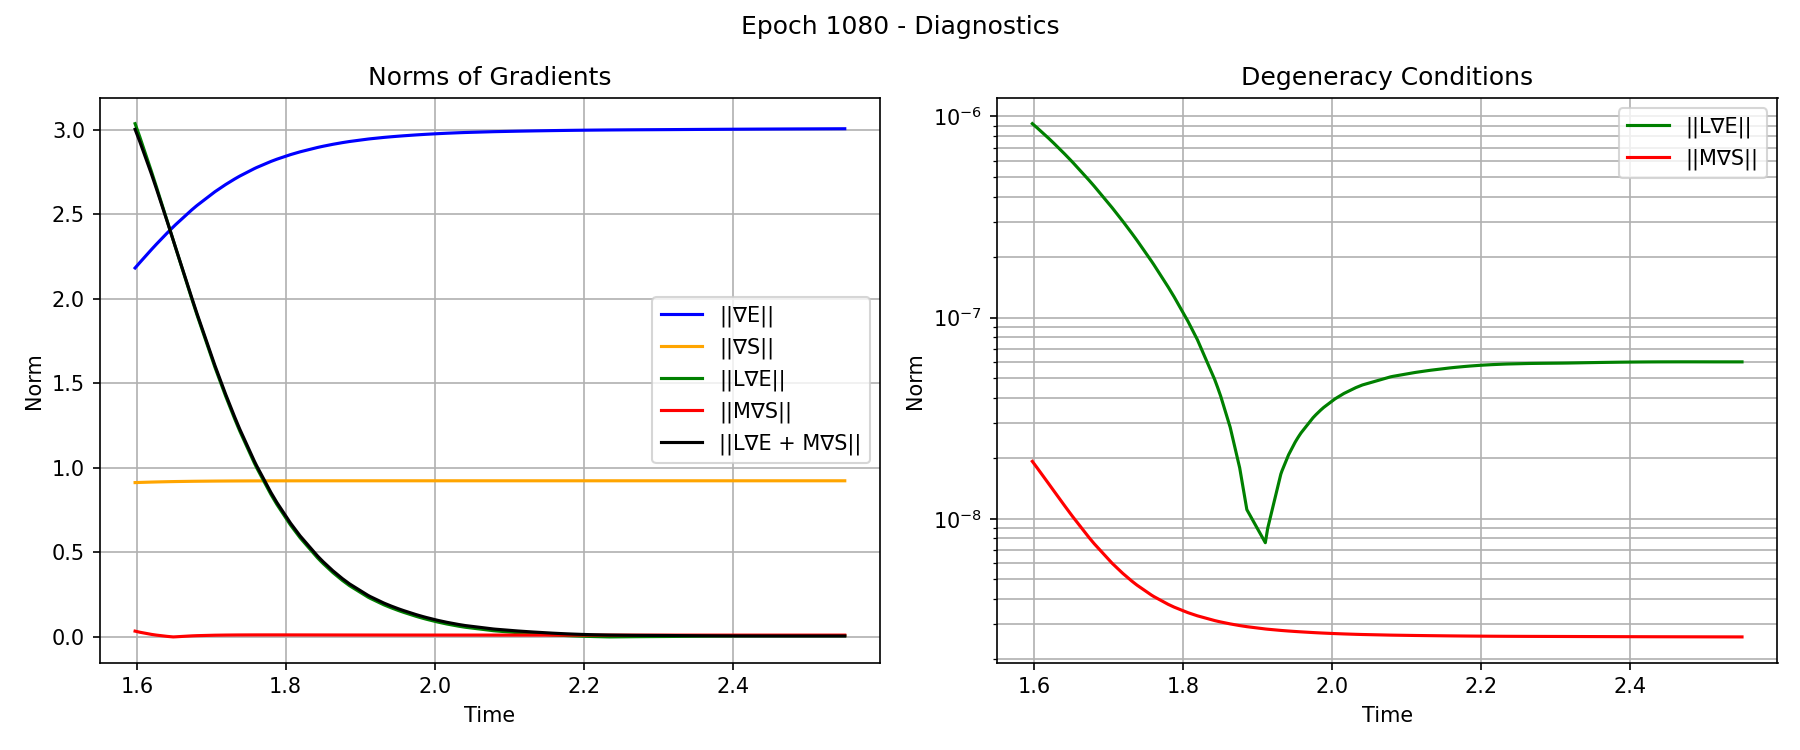 Epoch 1080 - Diagnostics
Norms of Gradients
3.0
2.5
2.0
1.5
1.0
0.5
0.0
Norm
||∇E||
||∇S||
||L∇E||
||M∇S||
||L∇E + M∇S||
1.6 1.8 2.0 2.2 2.4
Time
Degeneracy Conditions
10⁻⁶
10⁻⁷
10⁻⁸
Norm
||L∇E||
||M∇S||
1.6 1.8 2.0 2.2 2.4
Time